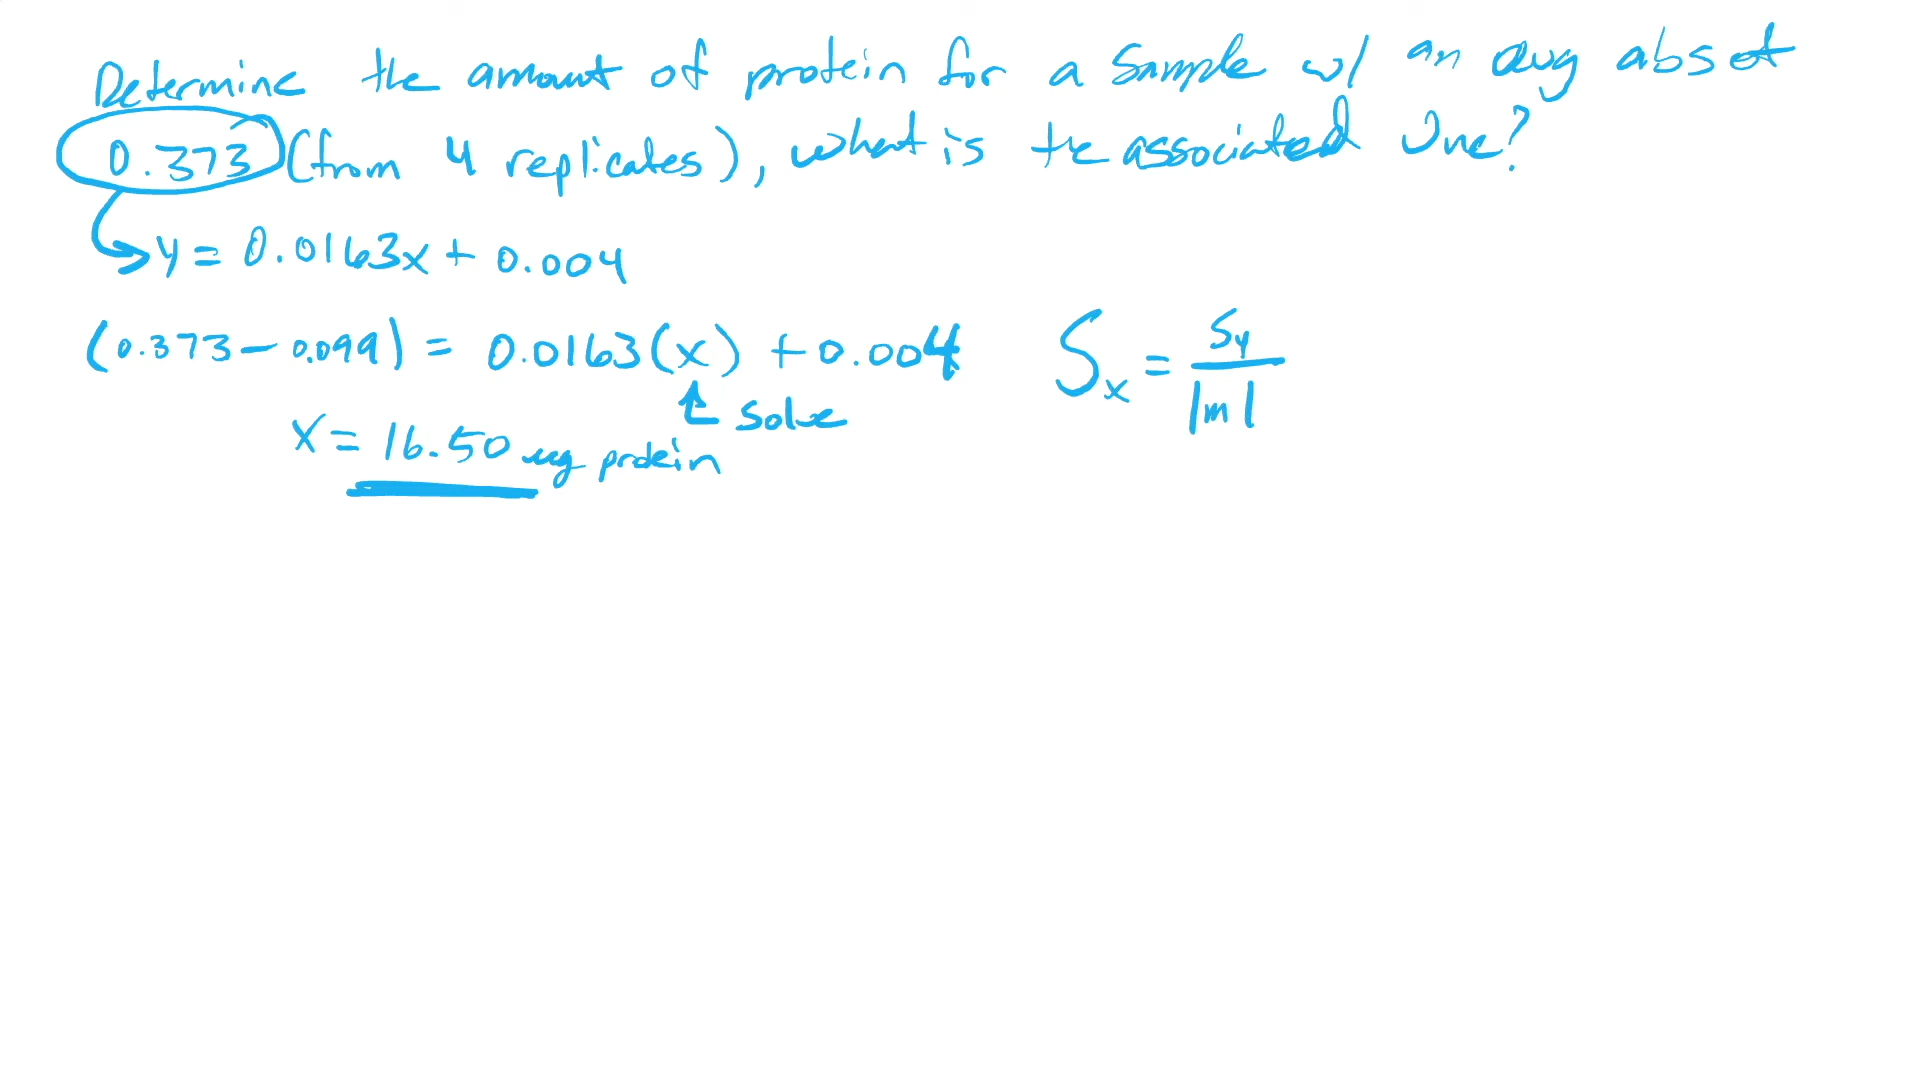 Determine the amount of protein for a sample w/ an avg abs of
0.373 (from 4 replicates), what is the associated unc?
y = 0.0163x + 0.004
(0.373 - 0.099) = 0.0163(x) + 0.004
solve
x = 16.50 ug protein
Sx = Sy / |m|